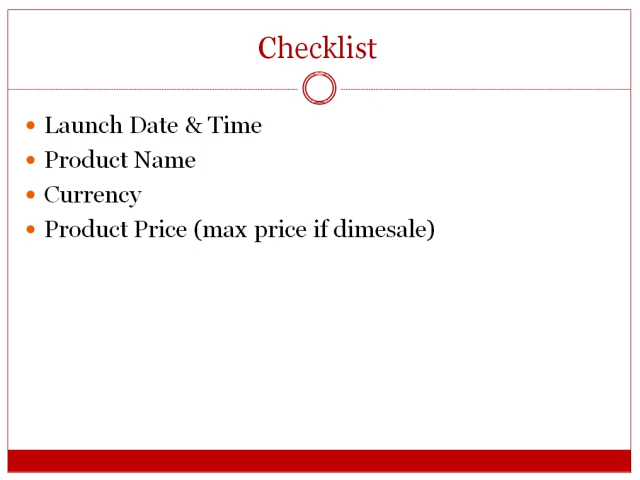 Checklist
Launch Date & Time
Product Name
Currency
Product Price (max price if dimesale)